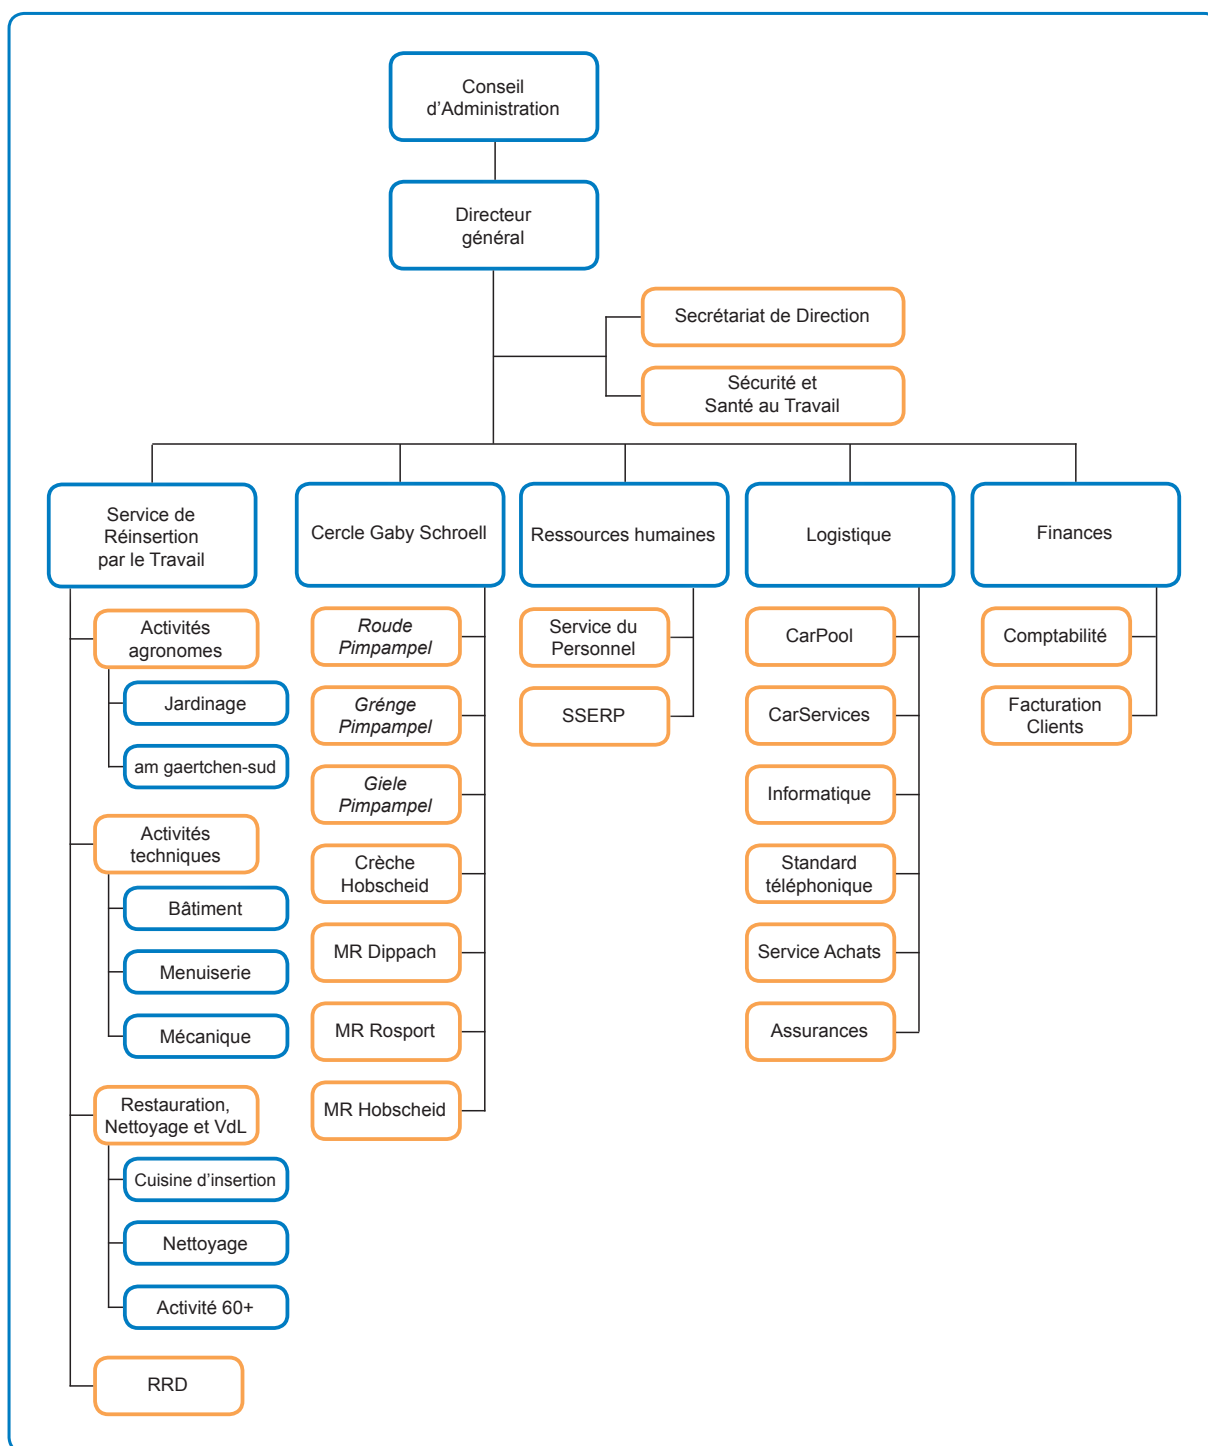 Conseil
d'Administration
Directeur
général
Secrétariat de Direction
Sécurité et
Santé au Travail
Service de
Réinsertion
par le Travail
Activités
agronomes
Jardinage
am gaertchen-sud
Activités
techniques
Bâtiment
Menuiserie
Mécanique
Restauration,
Nettoyage et VdL
Cuisine d'insertion
Nettoyage
Activité 60+
RRD
Cercle Gaby Schroell
Roude
Pimpampel
Grénge
Pimpampel
Giele
Pimpampel
Crèche
Hobscheid
MR Dippach
MR Rosport
MR Hobscheid
Ressources humaines
Service du
Personnel
SSERP
Logistique
CarPool
CarServices
Informatique
Standard
téléphonique
Service Achats
Assurances
Finances
Comptabilité
Facturation
Clients